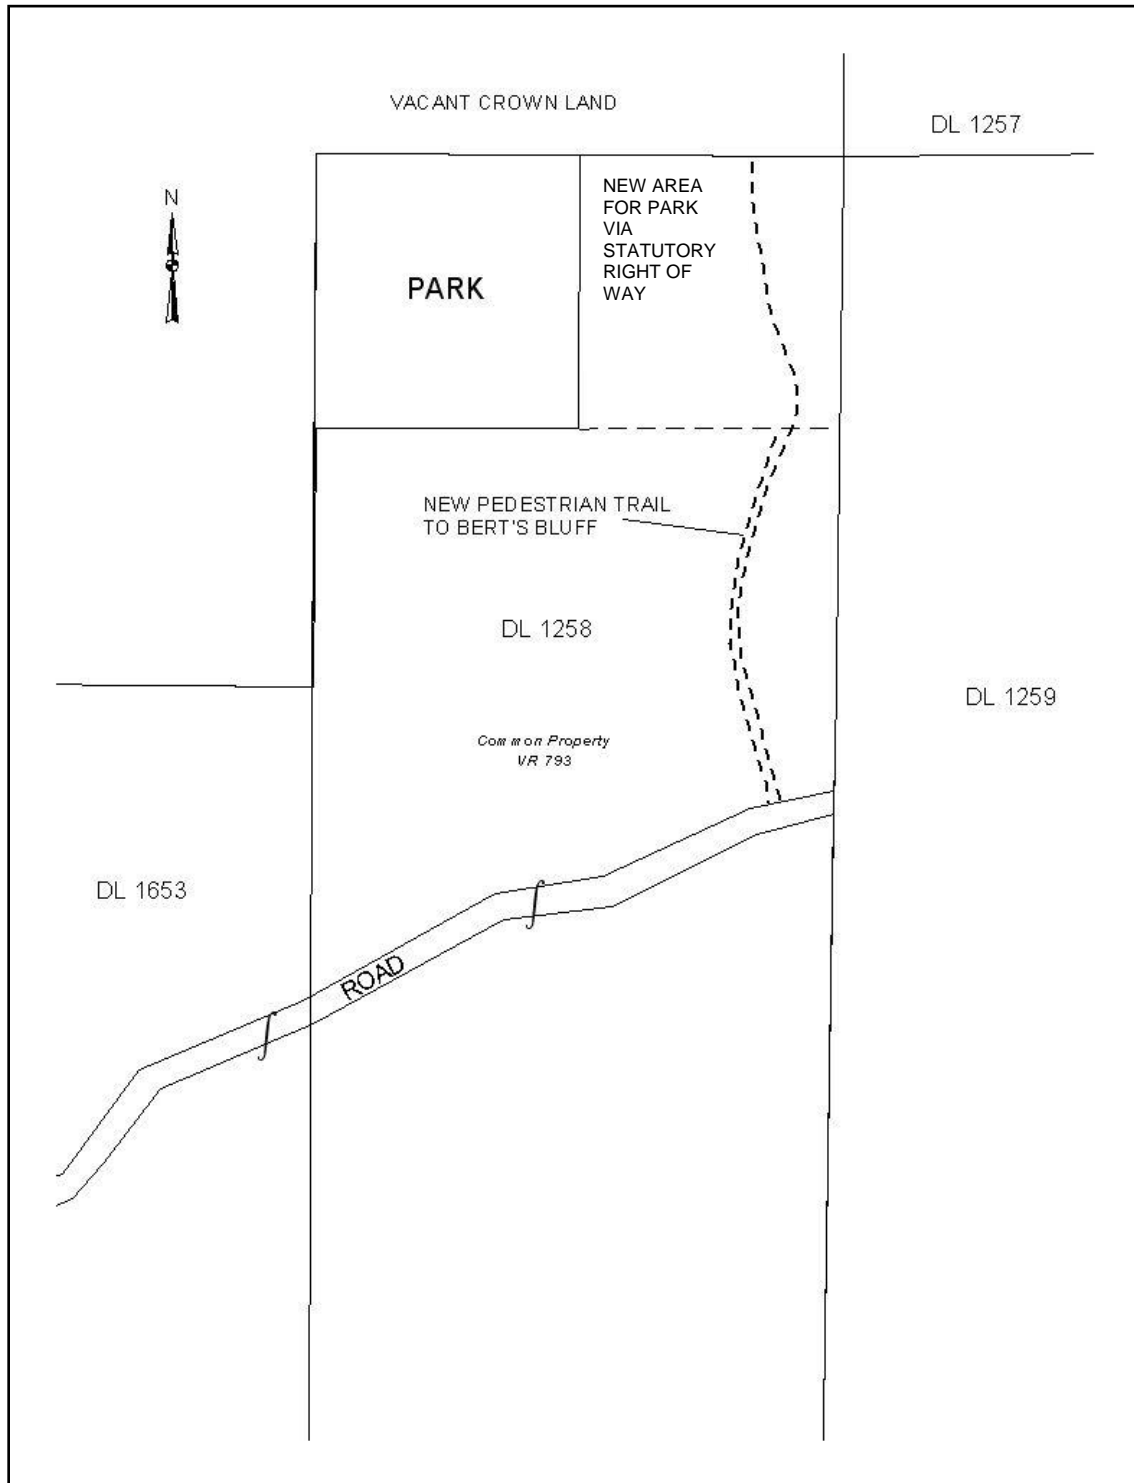 VACANT CROWN LAND
DL 1257
N
NEW AREA
FOR PARK
VIA
STATUTORY
RIGHT OF
WAY
PARK
NEW PEDESTRIAN TRAIL
TO BERT'S BLUFF
DL 1258
DL 1259
Common Property
VR 793
DL 1653
ROAD